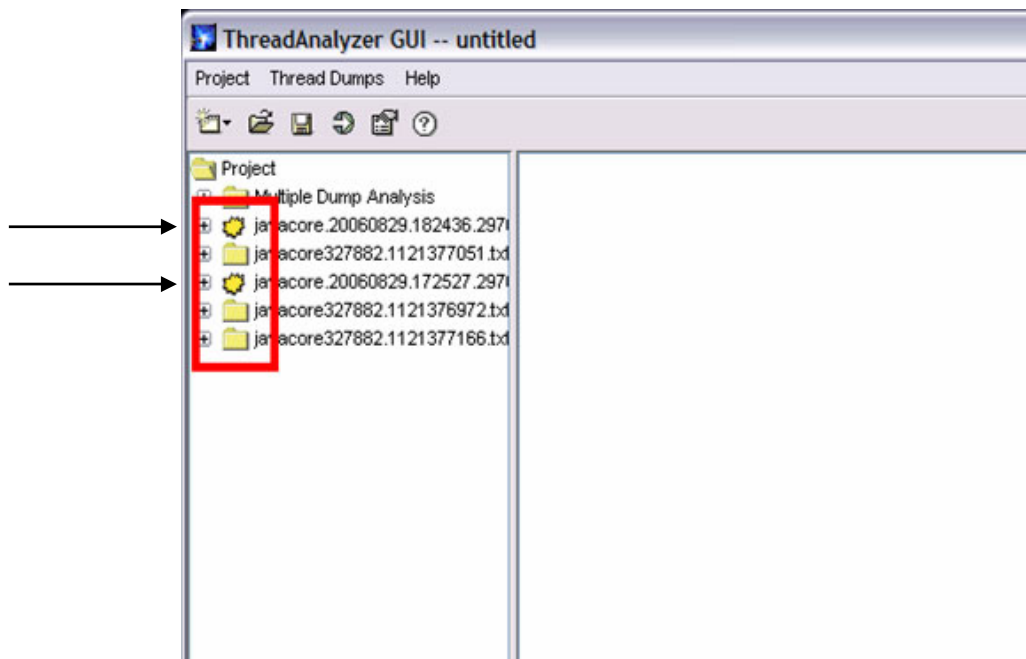 ThreadAnalyzer GUI -- untitled
Project Thread Dumps Help
Project
Multiple Dump Analysis
javacore.20060829.182436.297
javacore327882.1121377051.txt
javacore.20060829.172527.297
javacore327882.1121376972.txt
javacore327882.1121377166.txt